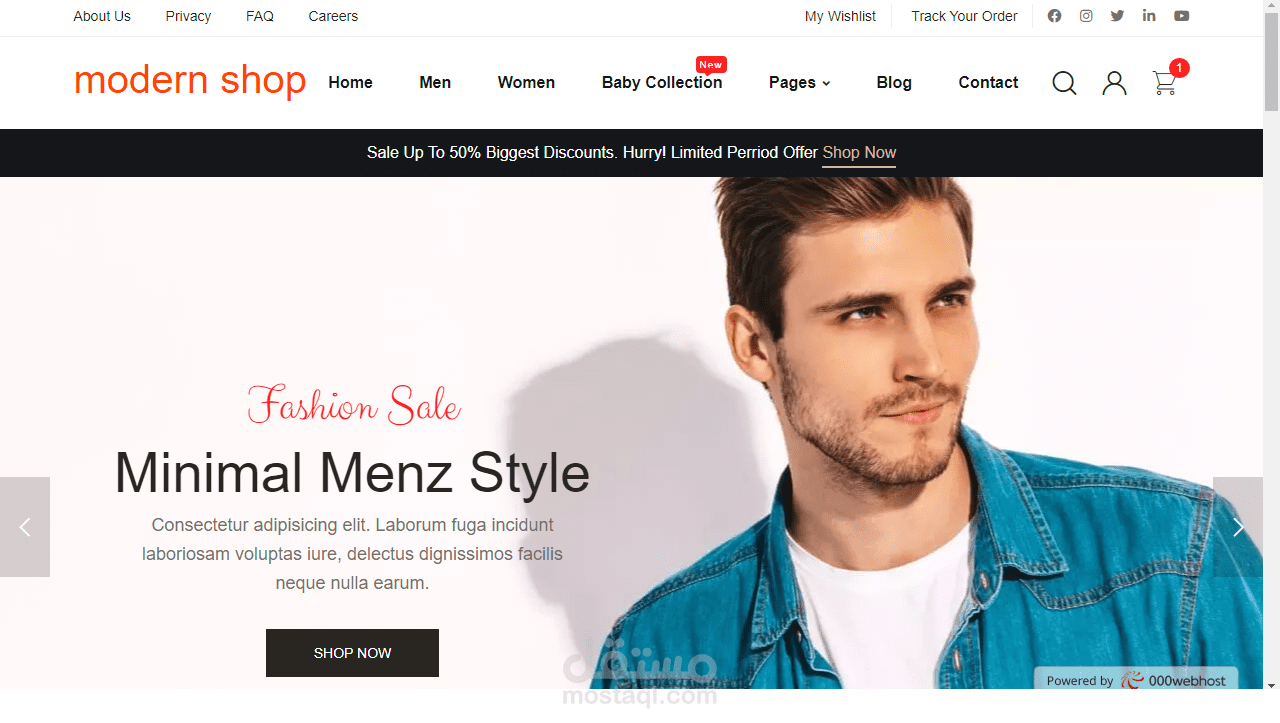 About Us Privacy FAQ Careers My Wishlist Track Your Order
modern shop Home Men Women Baby Collection New Pages Blog Contact 1
Sale Up To 50% Biggest Discounts. Hurry! Limited Perriod Offer Shop Now
Fashion Sale
Minimal Menz Style
Consectetur adipisicing elit. Laborum fuga incidunt
laboriosam voluptas iure, delectus dignissimos facilis
neque nulla earum.
SHOP NOW
مستقل
mostaql.com
Powered by 000webhost